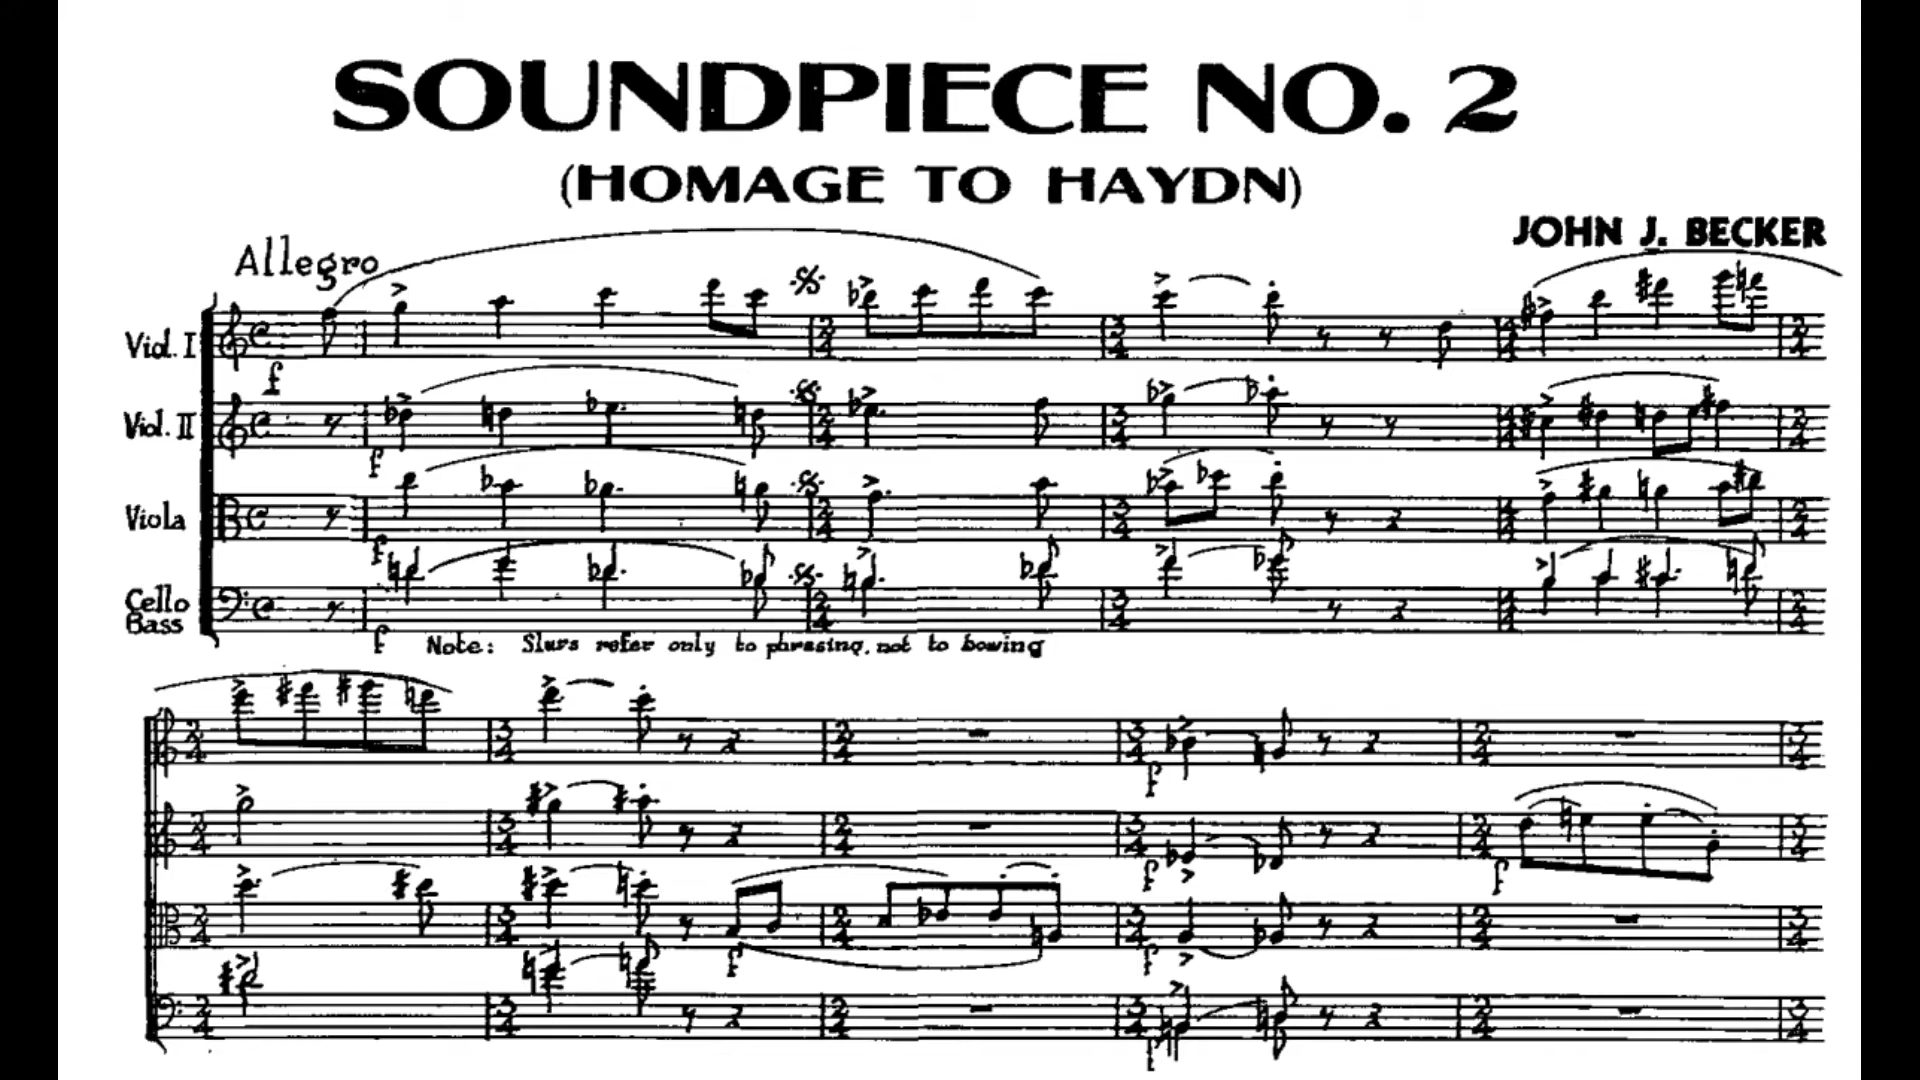 SOUNDPIECE NO. 2
(HOMAGE TO HAYDN)
JOHN J. BECKER
Allegro
Viol. I
f
Viol. II
f
Viola
f
Cello
Bass
f
Note: Slurs refer only to phrasing, not to bowing
f
f
f
f
f
f